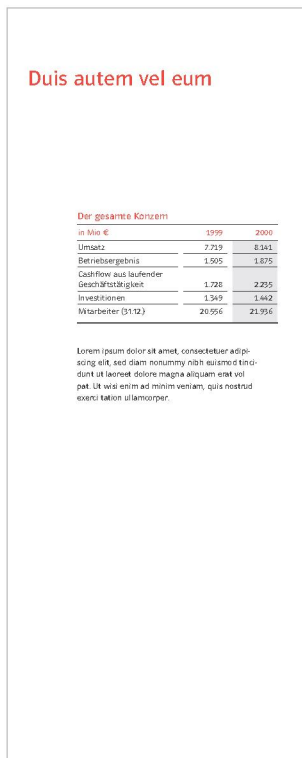 Duis autem vel eum
Der gesamte Konzern
in Mio € 1999 2000
Umsatz 7.719 8.141
Betriebsergebnis 1.505 1.875
Cashflow aus laufender
Geschäftstätigkeit 1.728 2.235
Investitionen 1.349 1.442
Mitarbeiter (31.12.) 20.556 21.936
Lorem ipsum dolor sit amet, consectetuer adipi-
scing elit, sed diam nonummy nibh euismod tinci-
dunt ut laoreet dolore magna aliquam erat vol
pat. Ut wisi enim ad minim veniam, quis nostrud
exerci tation ullamcorper.